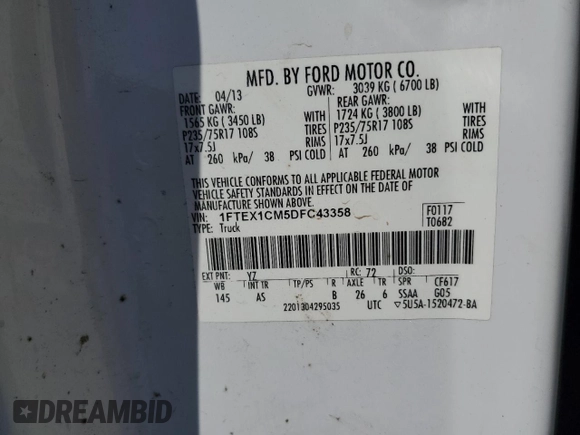 MFD. BY FORD MOTOR CO.
DATE: 04/13 GVWR: 3039 KG ( 6700 LB)
FRONT GAWR: REAR GAWR:
1565 KG ( 3450 LB) 1724 KG ( 3800 LB)
P235/75R17 108S TIRES P235/75R17 108S TIRES
17x7.5J RIMS 17x7.5J RIMS
AT 260 kPa/ 38 PSI COLD AT 260 kPa/ 38 PSI COLD
THIS VEHICLE CONFORMS TO ALL APPLICABLE FEDERAL MOTOR
VEHICLE SAFETY STANDARDS IN EFFECT ON THE DATE OF
MANUFACTURE SHOWN ABOVE.
VIN: 1FTEX1CM5DFC43358 F0117
TYPE: Truck T0682
EXT PNT: YZ RC: 72 DSO:
WB INT TR TP/PS R AXLE TR SPR CF617
145 AS B 26 6 SSAA G05
2201304295035 UTC ▽5U5A-1520472-BA
DREAMBID